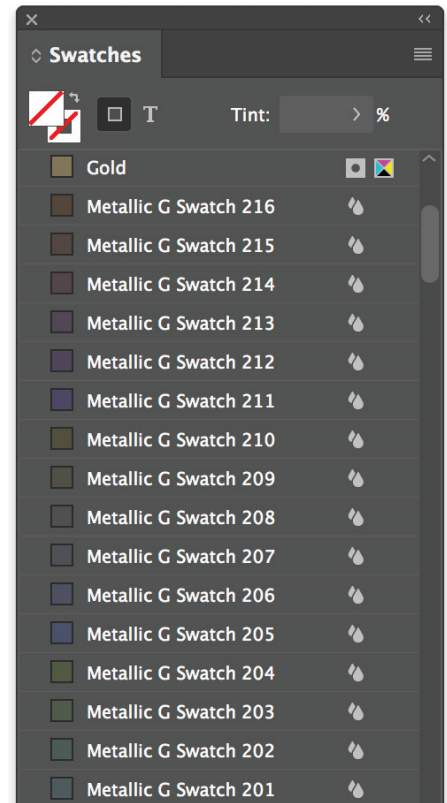 Swatches
T Tint: %
Gold
Metallic G Swatch 216
Metallic G Swatch 215
Metallic G Swatch 214
Metallic G Swatch 213
Metallic G Swatch 212
Metallic G Swatch 211
Metallic G Swatch 210
Metallic G Swatch 209
Metallic G Swatch 208
Metallic G Swatch 207
Metallic G Swatch 206
Metallic G Swatch 205
Metallic G Swatch 204
Metallic G Swatch 203
Metallic G Swatch 202
Metallic G Swatch 201